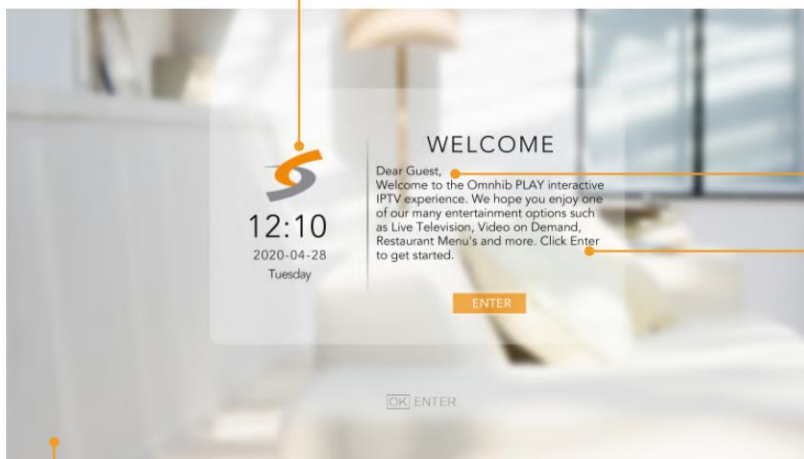 12:10
2020-04-28
Tuesday
WELCOME
Dear Guest,
Welcome to the Omnhib PLAY interactive
IPTV experience. We hope you enjoy one
of our many entertainment options such
as Live Television, Video on Demand,
Restaurant Menu's and more. Click Enter
to get started.
ENTER
OK ENTER